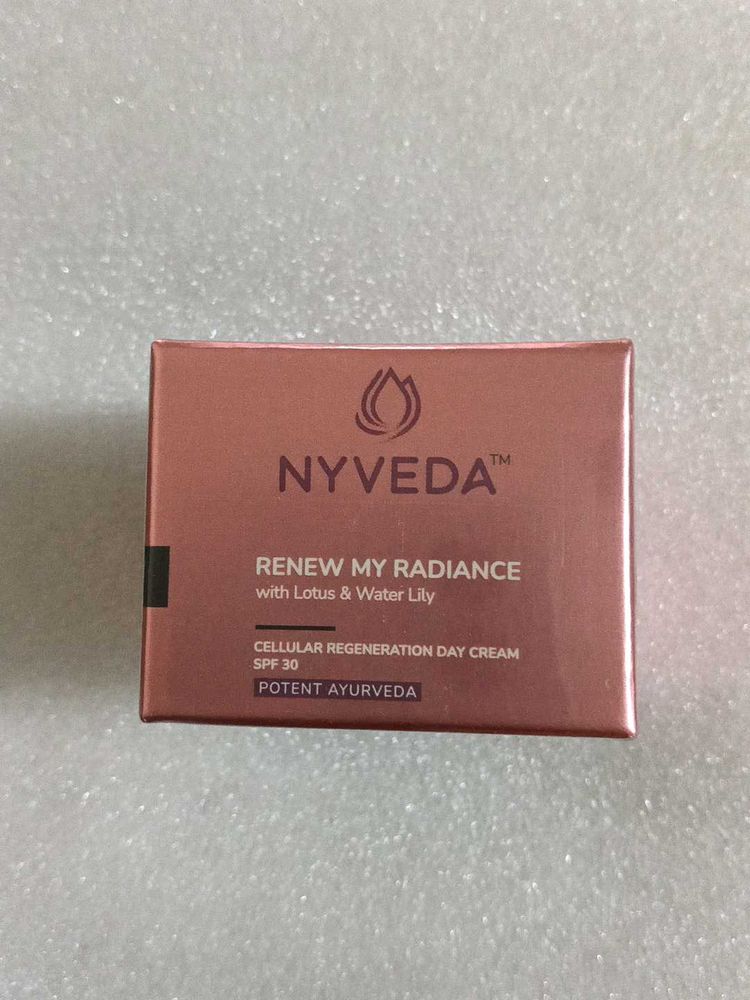 NYVEDA™
RENEW MY RADIANCE
with Lotus & Water Lily
CELLULAR REGENERATION DAY CREAM
SPF 30
POTENT AYURVEDA